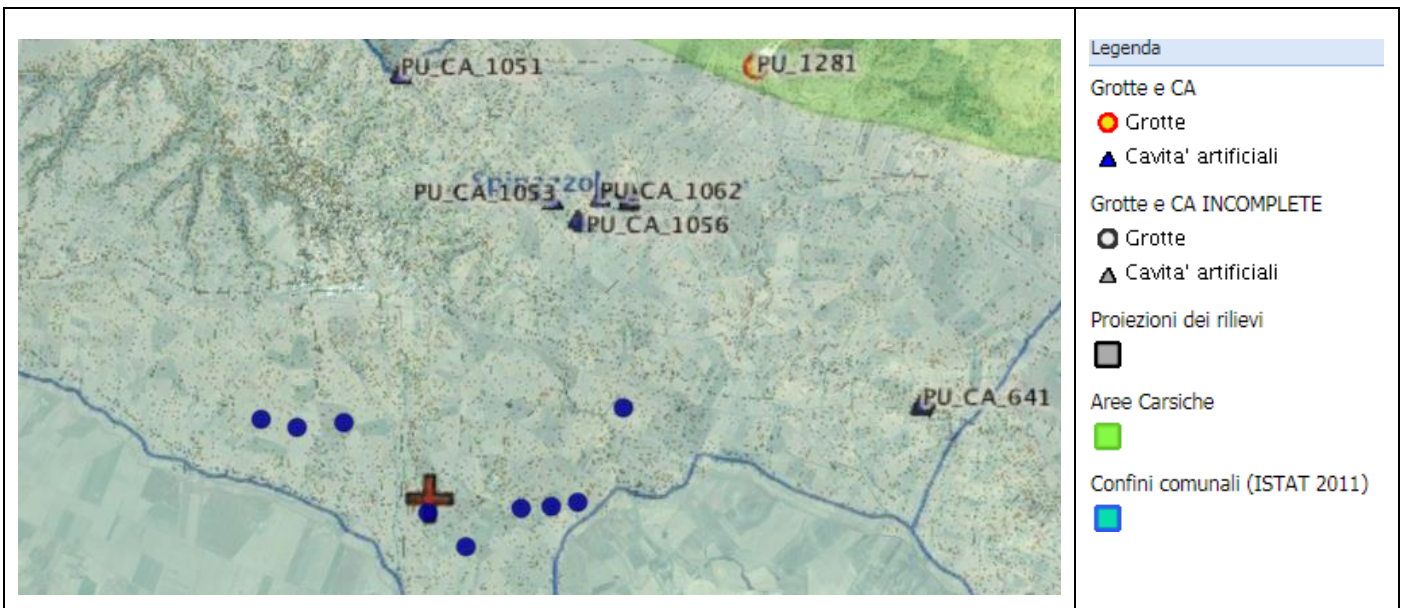 PU_CA_1051
PU_1281
PU_CA_1053
PU_CA_1062
PU_CA_1056
PU_CA_641
Legenda
Grotte e CA
Grotte
Cavita' artificiali
Grotte e CA INCOMPLETE
Grotte
Cavita' artificiali
Proiezioni dei rilievi
Aree Carsiche
Confini comunali (ISTAT 2011)